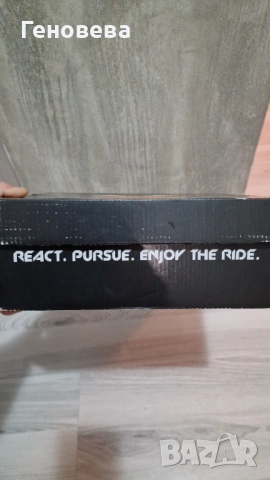 Геновева
REACT. PURSUE. ENJOY THE RIDE.
BAZAR